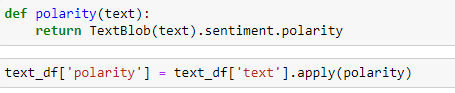 def polarity(text):
    return TextBlob(text).sentiment.polarity
text_df['polarity'] = text_df['text'].apply(polarity)